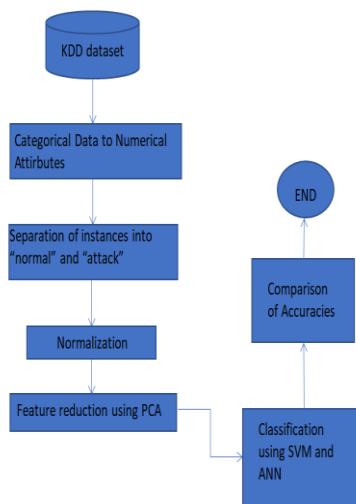 KDD dataset
Categorical Data to Numerical
Attirbutes
Separation of instances into
“normal” and “attack”
Normalization
Feature reduction using PCA
Classification
using SVM and
ANN
Comparison
of Accuracies
END